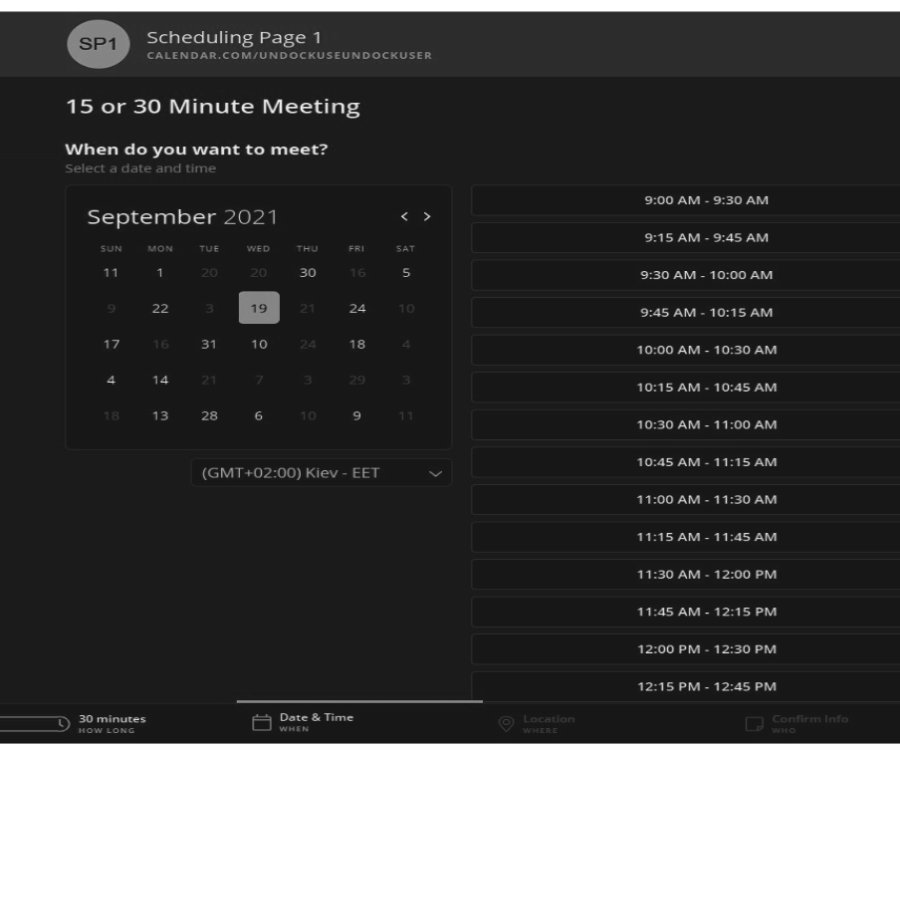 SP1
Scheduling Page 1
CALENDAR.COM/UNDOCKUSEUNDOCKUSER
15 or 30 Minute Meeting
When do you want to meet?
Select a date and time
September 2021
SUN MON TUE WED THU FRI SAT
11 1 20 20 30 16 5
9 22 3 19 21 24 10
17 16 31 10 24 18 4
4 14 21 7 3 29 3
18 13 28 6 10 9 11
(GMT+02:00) Kiev - EET
9:00 AM - 9:30 AM
9:15 AM - 9:45 AM
9:30 AM - 10:00 AM
9:45 AM - 10:15 AM
10:00 AM - 10:30 AM
10:15 AM - 10:45 AM
10:30 AM - 11:00 AM
10:45 AM - 11:15 AM
11:00 AM - 11:30 AM
11:15 AM - 11:45 AM
11:30 AM - 12:00 PM
11:45 AM - 12:15 PM
12:00 PM - 12:30 PM
12:15 PM - 12:45 PM
30 minutes
HOW LONG
Date & Time
WHEN
Location
WHERE
Confirm Info
WHO